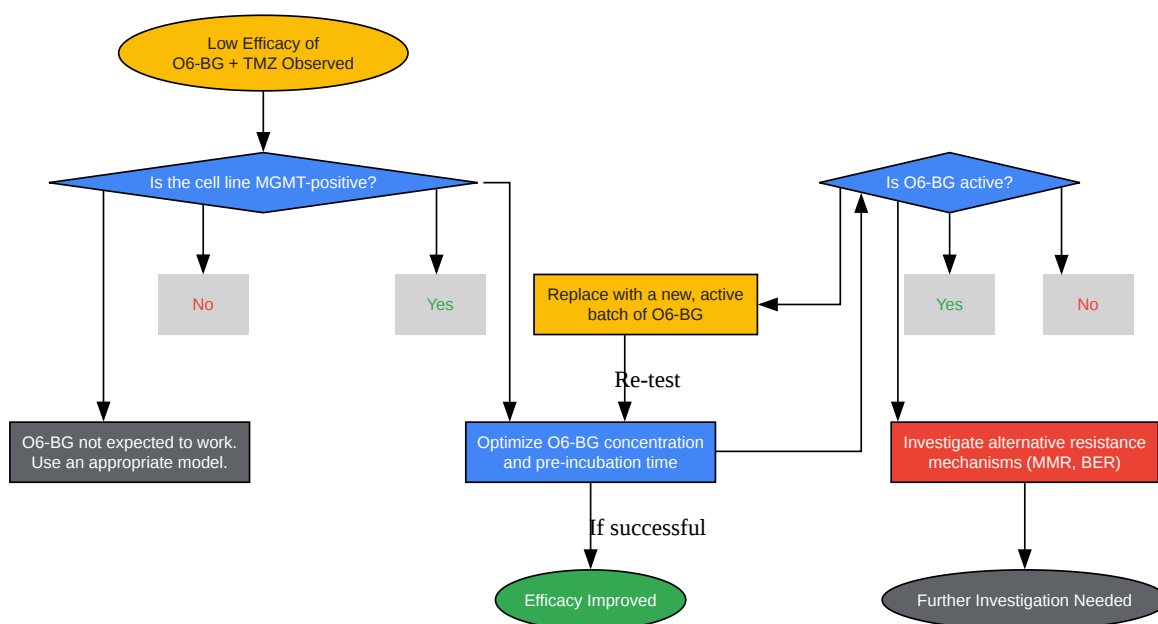 Low Efficacy of
O6-BG + TMZ Observed
Is the cell line MGMT-positive?
Is O6-BG active?
No
Yes
Replace with a new, active
batch of O6-BG
Yes
No
Re-test
O6-BG not expected to work.
Use an appropriate model.
Optimize O6-BG concentration
and pre-incubation time
Investigate alternative resistance
mechanisms (MMR, BER)
If successful
Efficacy Improved
Further Investigation Needed